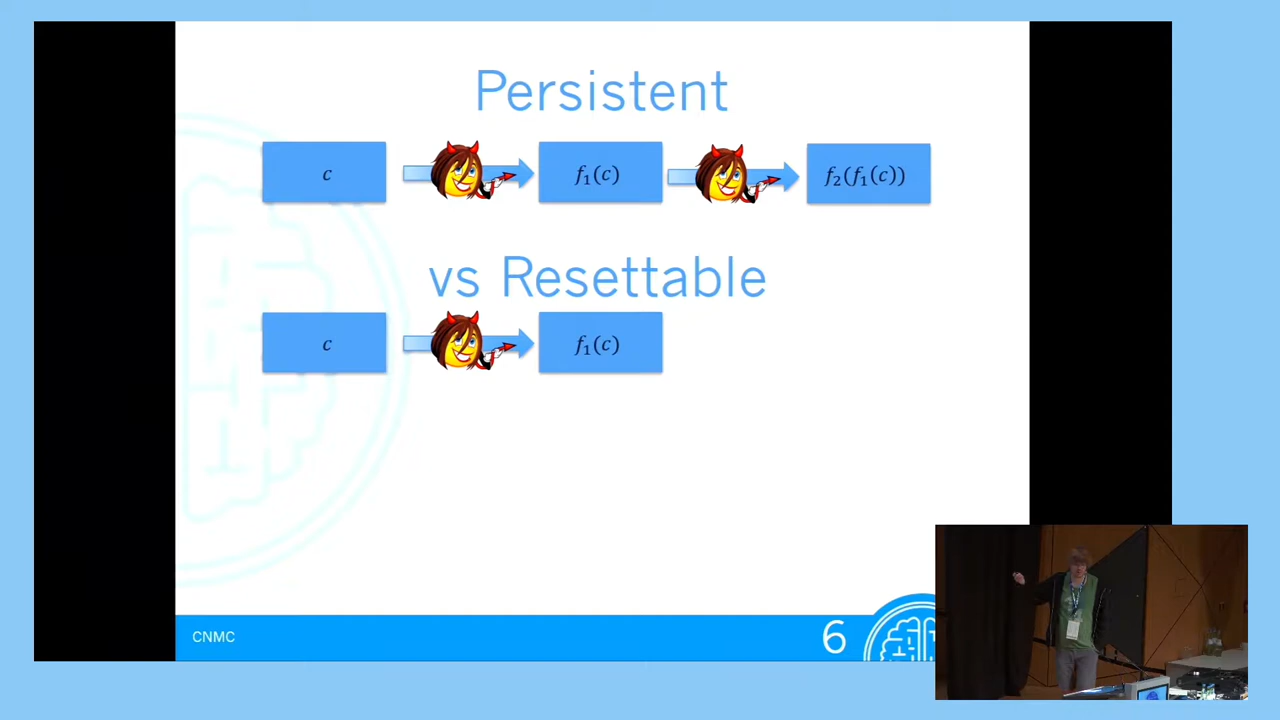 Persistent
c
f₁(c)
f₂(f₁(c))
vs Resettable
c
f₁(c)
CNMC
6